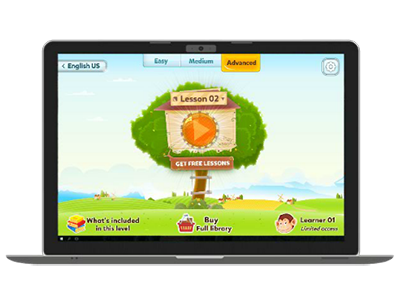 English US
Easy
Medium
Advanced
Lesson 02
GET FREE LESSONS
What's included
in this level
Buy
Full library
Learner 01
Limited access